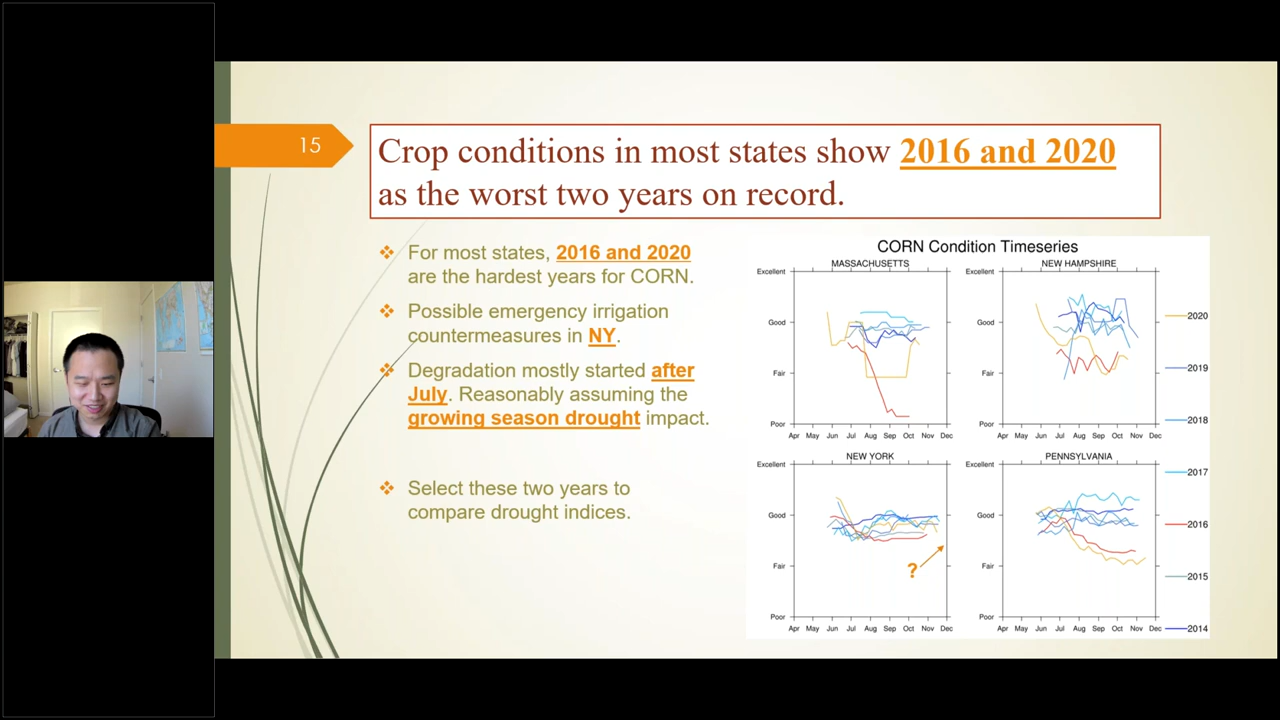 15
Crop conditions in most states show 2016 and 2020
as the worst two years on record.
❖ For most states, 2016 and 2020
are the hardest years for CORN.
❖ Possible emergency irrigation
countermeasures in NY.
❖ Degradation mostly started after
July. Reasonably assuming the
growing season drought impact.
❖ Select these two years to
compare drought indices.
CORN Condition Timeseries
MASSACHUSETTS
Excellent
Good
Fair
Poor
Apr May Jun Jul Aug Sep Oct Nov Dec
NEW HAMPSHIRE
Excellent
Good
Fair
Poor
Apr May Jun Jul Aug Sep Oct Nov Dec
NEW YORK
Excellent
Good
Fair
Poor
?
Apr May Jun Jul Aug Sep Oct Nov Dec
PENNSYLVANIA
Excellent
Good
Fair
Poor
Apr May Jun Jul Aug Sep Oct Nov Dec
2020
2019
2018
2017
2016
2015
2014